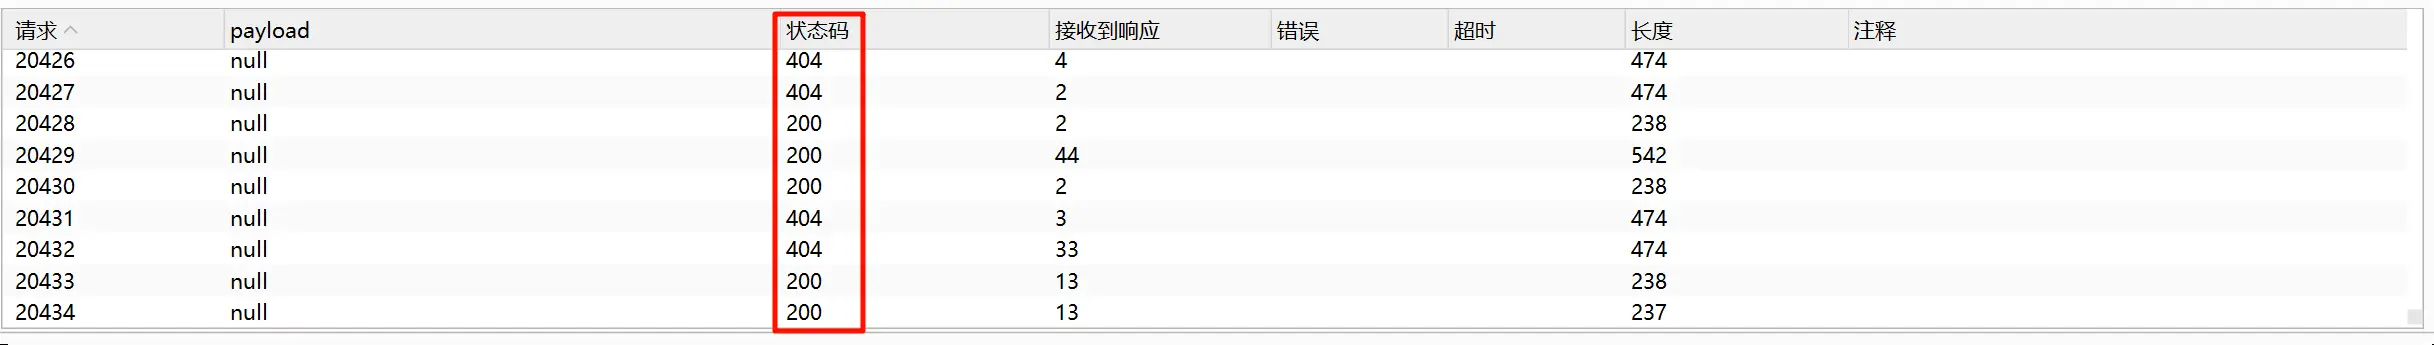 请求 payload 状态码 接收到响应 错误 超时 长度 注释
20426 null 404 4 474
20427 null 404 2 474
20428 null 200 2 238
20429 null 200 44 542
20430 null 200 2 238
20431 null 404 3 474
20432 null 404 33 474
20433 null 200 13 238
20434 null 200 13 237